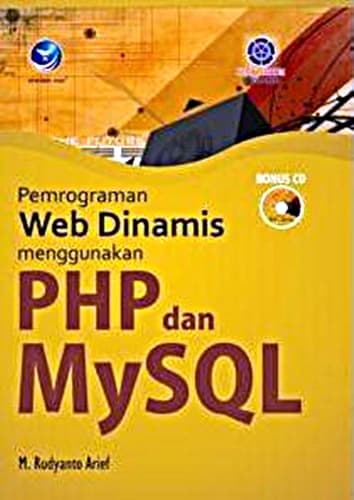 BONUS CD
Pemrograman
Web Dinamis
menggunakan
PHP dan
MySQL
M. Rudyanto Arief